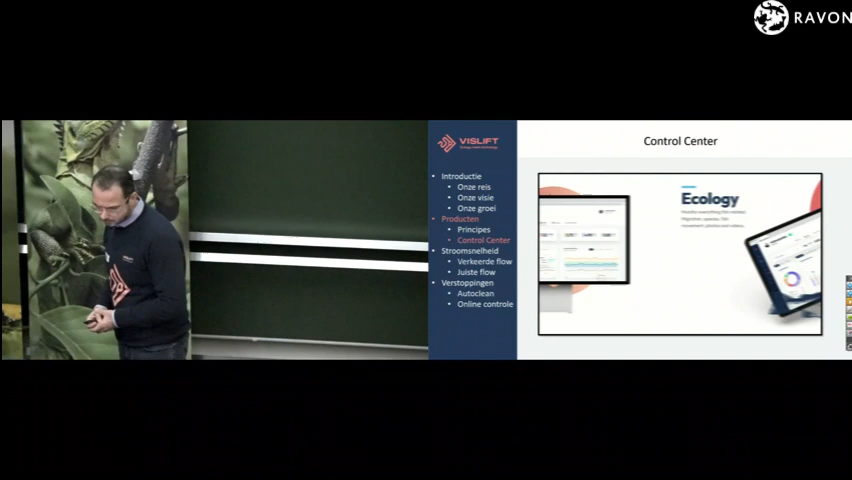 RAVON
VISLIFT
Control Center
• Introductie
• Onze reis
• Onze visie
• Onze groei
• Producten
• Principes
• Control Center
• Stroomsnelheid
• Verkeerde flow
• Juiste flow
• Verstoppingen
• Autoclean
• Online controle
Ecology